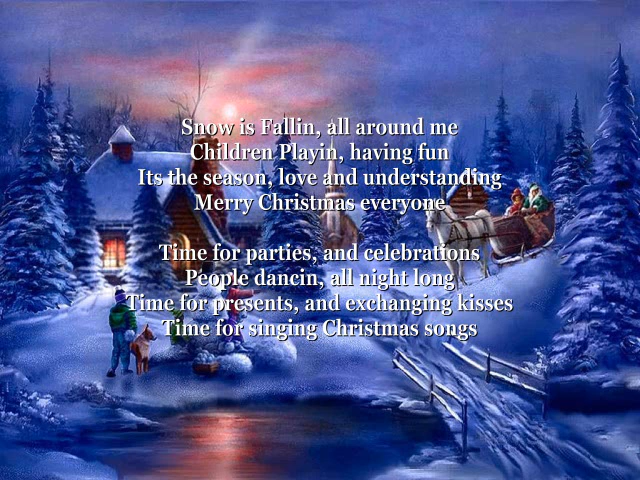 Snow is Fallin, all around me
Children Playin, having fun
Its the season, love and understanding
Merry Christmas everyone
Time for parties, and celebrations
People dancin, all night long
Time for presents, and exchanging kisses
Time for singing Christmas songs